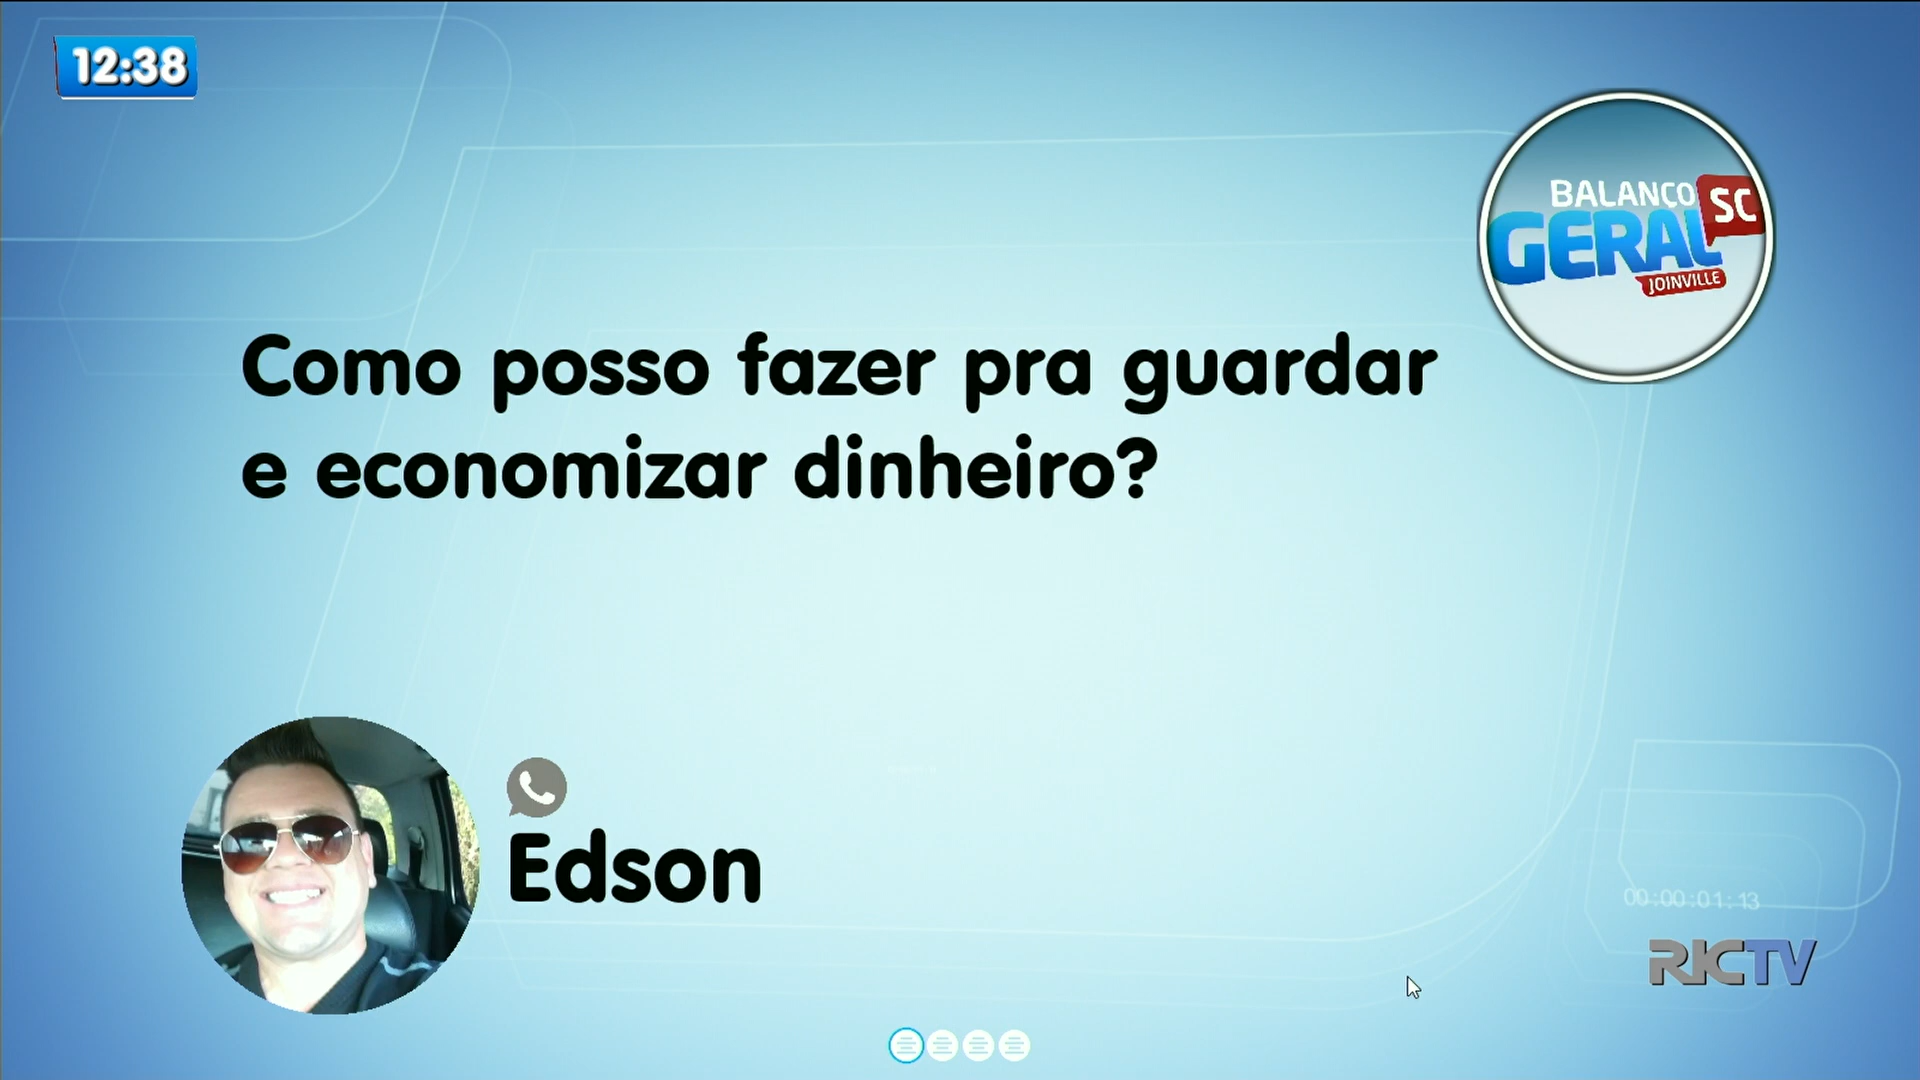 12:38
BALANÇO
SC
GERAL
JOINVILLE
Como posso fazer pra guardar
e economizar dinheiro?
Edson
00:00:01:13
RICTV